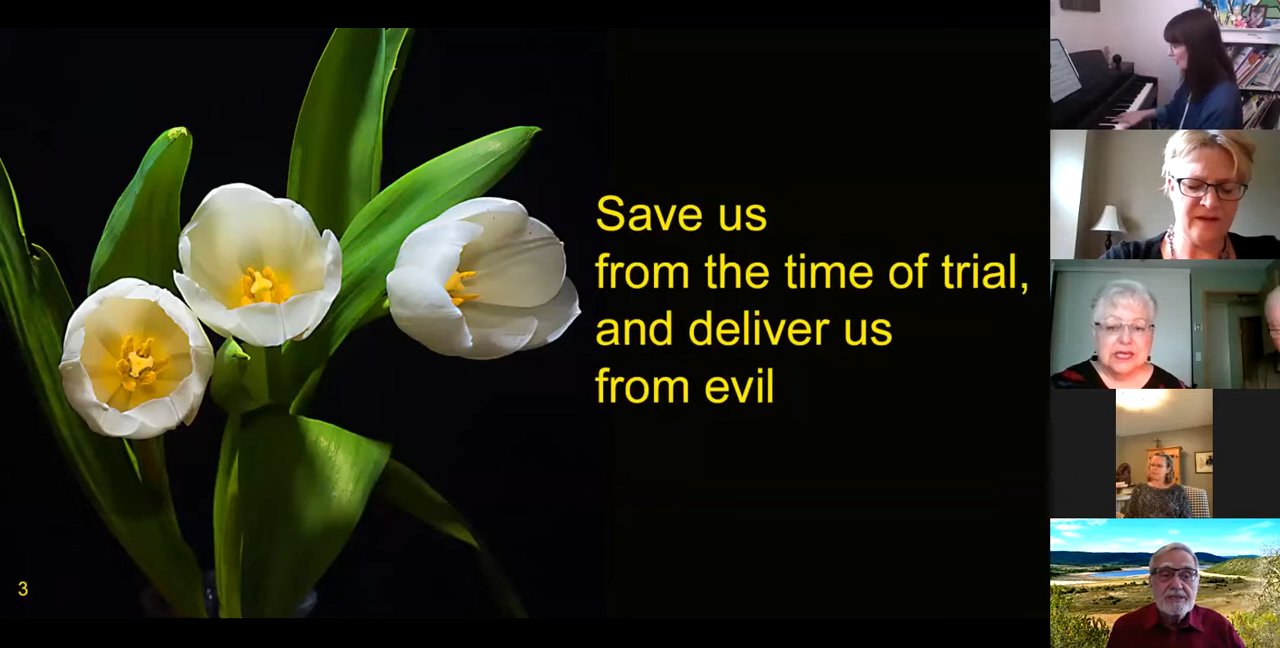 Save us
from the time of trial,
and deliver us
from evil
3